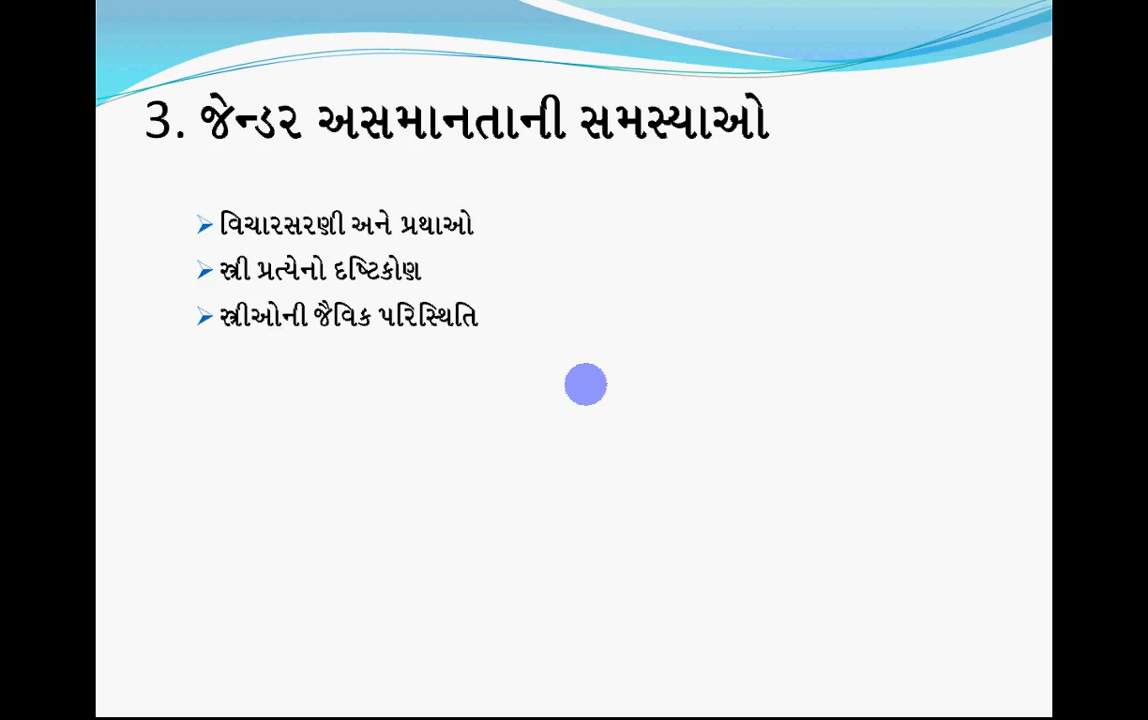 3. જેન્ડર અસમાનતાની સમસ્યાઓ
વિચારસરણી અને પ્રથાઓ
સ્ત્રી પ્રત્યેનો દષ્ટિકોણ
સ્ત્રીઓની જૈવિક પરિસ્થિતિ